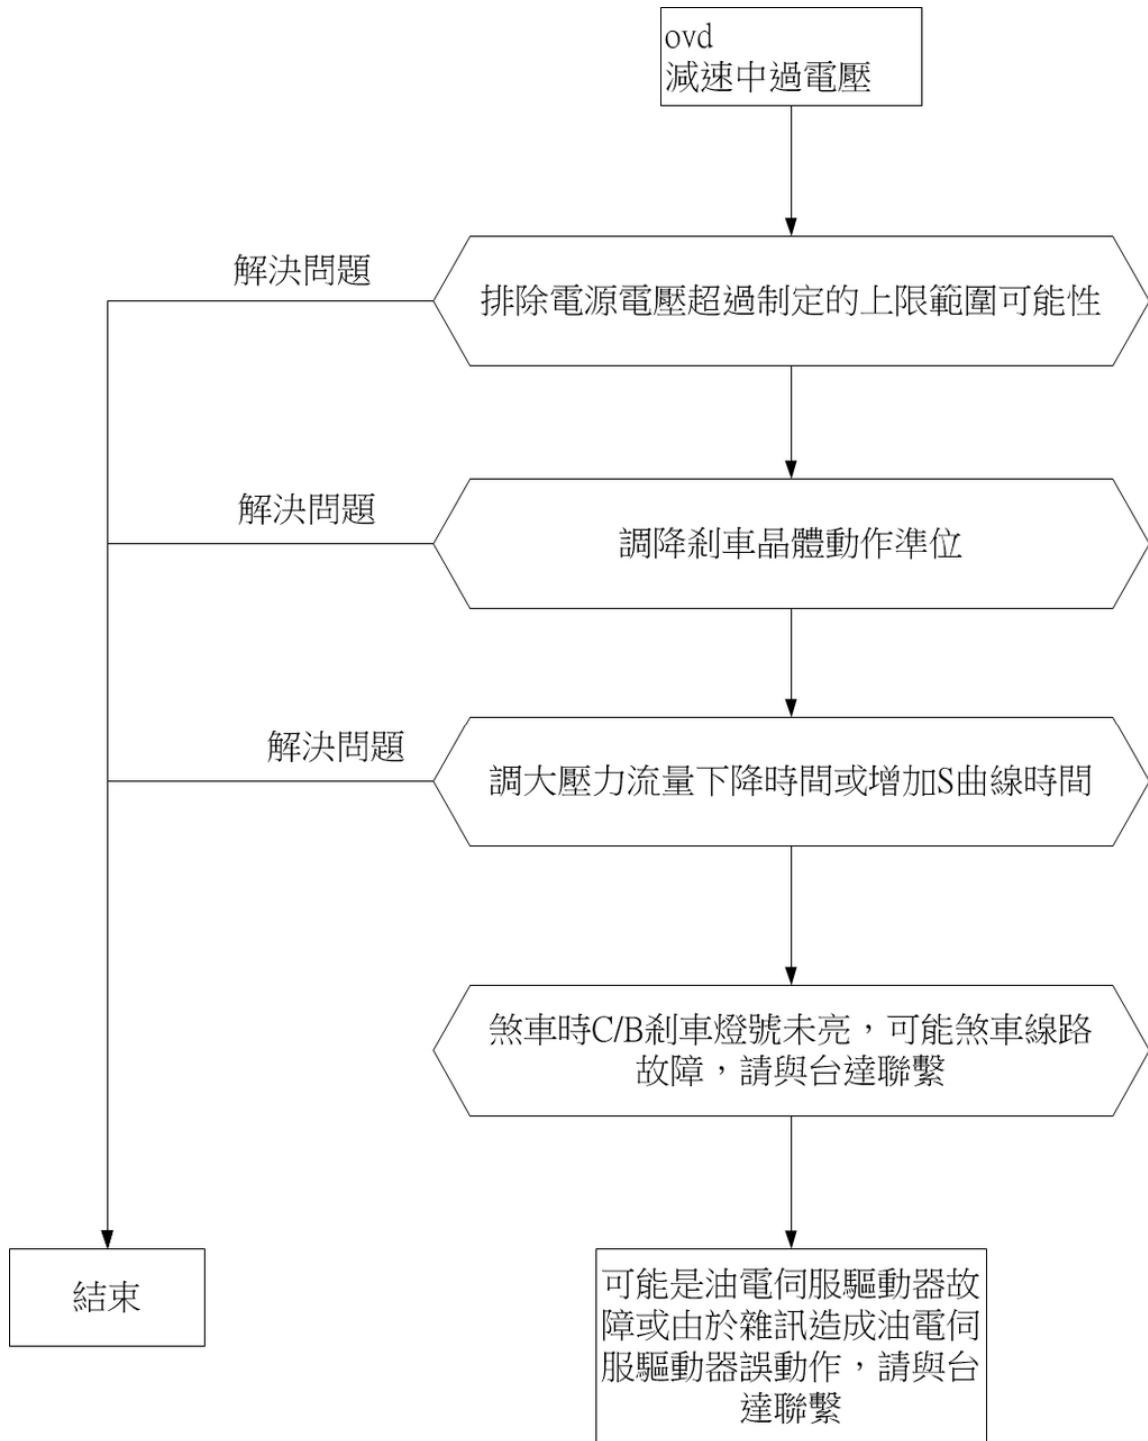 ovd
減速中過電壓
解決問題
排除電源電壓超過制定的上限範圍可能性
解決問題
調降剎車晶體動作準位
解決問題
調大壓力流量下降時間或增加S曲線時間
煞車時C/B剎車燈號未亮，可能煞車線路
故障，請與台達聯繫
結束
可能是油電伺服驅動器故
障或由於雜訊造成油電伺
服驅動器誤動作，請與台
達聯繫